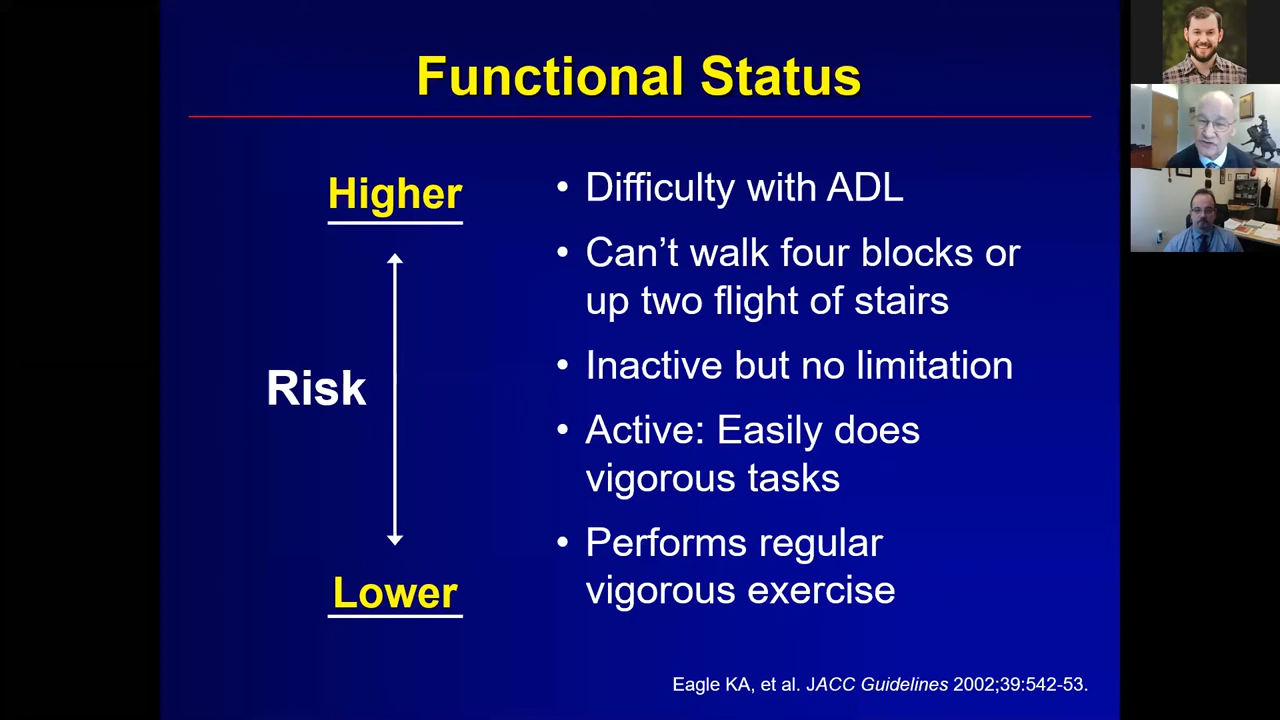 Functional Status
Higher
Risk
Lower
• Difficulty with ADL
• Can’t walk four blocks or
up two flight of stairs
• Inactive but no limitation
• Active: Easily does
vigorous tasks
• Performs regular
vigorous exercise
Eagle KA, et al. JACC Guidelines 2002;39:542-53.